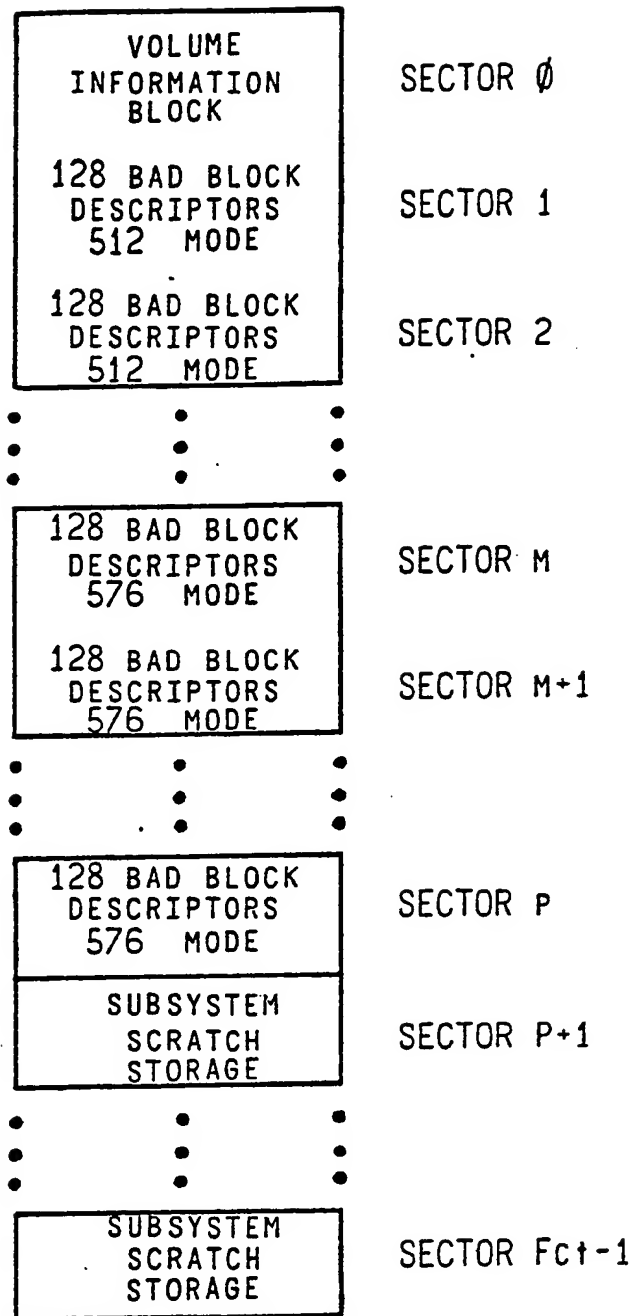 VOLUME
INFORMATION
BLOCK
SECTOR Ø
128 BAD BLOCK
DESCRIPTORS
512 MODE
SECTOR 1
128 BAD BLOCK
DESCRIPTORS
512 MODE
SECTOR 2
128 BAD BLOCK
DESCRIPTORS
576 MODE
SECTOR M
128 BAD BLOCK
DESCRIPTORS
576 MODE
SECTOR M+1
128 BAD BLOCK
DESCRIPTORS
576 MODE
SECTOR P
SUBSYSTEM
SCRATCH
STORAGE
SECTOR P+1
SUBSYSTEM
SCRATCH
STORAGE
SECTOR Fct-1